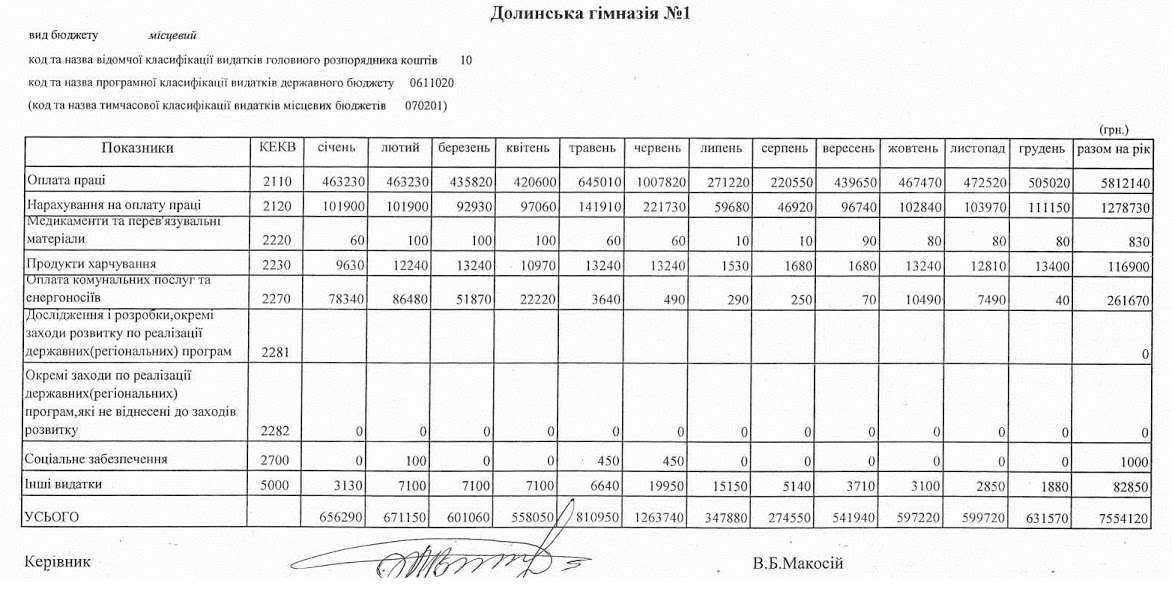 Долинська гімназія №1
вид бюджету місцевий
код та назва відомчої класифікації видатків головного розпорядника коштів 10
код та назва програмної класифікації видатків державного бюджету 0611020
(код та назва тимчасової класифікації видатків місцевих бюджетів 070201)
(грн.)
Показники КЕКВ січень лютий березень квітень травень червень липень серпень вересень жовтень листопад грудень разом на рік
Оплата праці 2110 463230 463230 435820 420600 645010 1007820 271220 220550 439650 467470 472520 505020 5812140
Нарахування на оплату праці 2120 101900 101900 92930 97060 141910 221730 59680 46920 96740 102840 103970 111150 1278730
Медикаменти та перев'язувальні
матеріали 2220 60 100 100 100 60 60 10 10 90 80 80 80 830
Продукти харчування 2230 9630 12240 13240 10970 13240 13240 1530 1680 1680 13240 12810 13400 116900
Оплата комунальних послуг та
енергоносіїв 2270 78340 86480 51870 22220 3640 490 290 250 70 10490 7490 40 261670
Дослідження і розробки,окремі
заходи розвитку по реалізації
державних(регіональних) програм 2281 0
Окремі заходи по реалізації
державних(регіональних)
програм,які не віднесені до заходів
розвитку 2282 0 0 0 0 0 0 0 0 0 0 0 0 0
Соціальне забезпечення 2700 0 100 0 0 450 450 0 0 0 0 0 0 1000
Інші видатки 5000 3130 7100 7100 7100 6640 19950 15150 5140 3710 3100 2850 1880 82850
УСЬОГО 656290 671150 601060 558050 810950 1263740 347880 274550 541940 597220 599720 631570 7554120
Керівник В.Б.Макосій